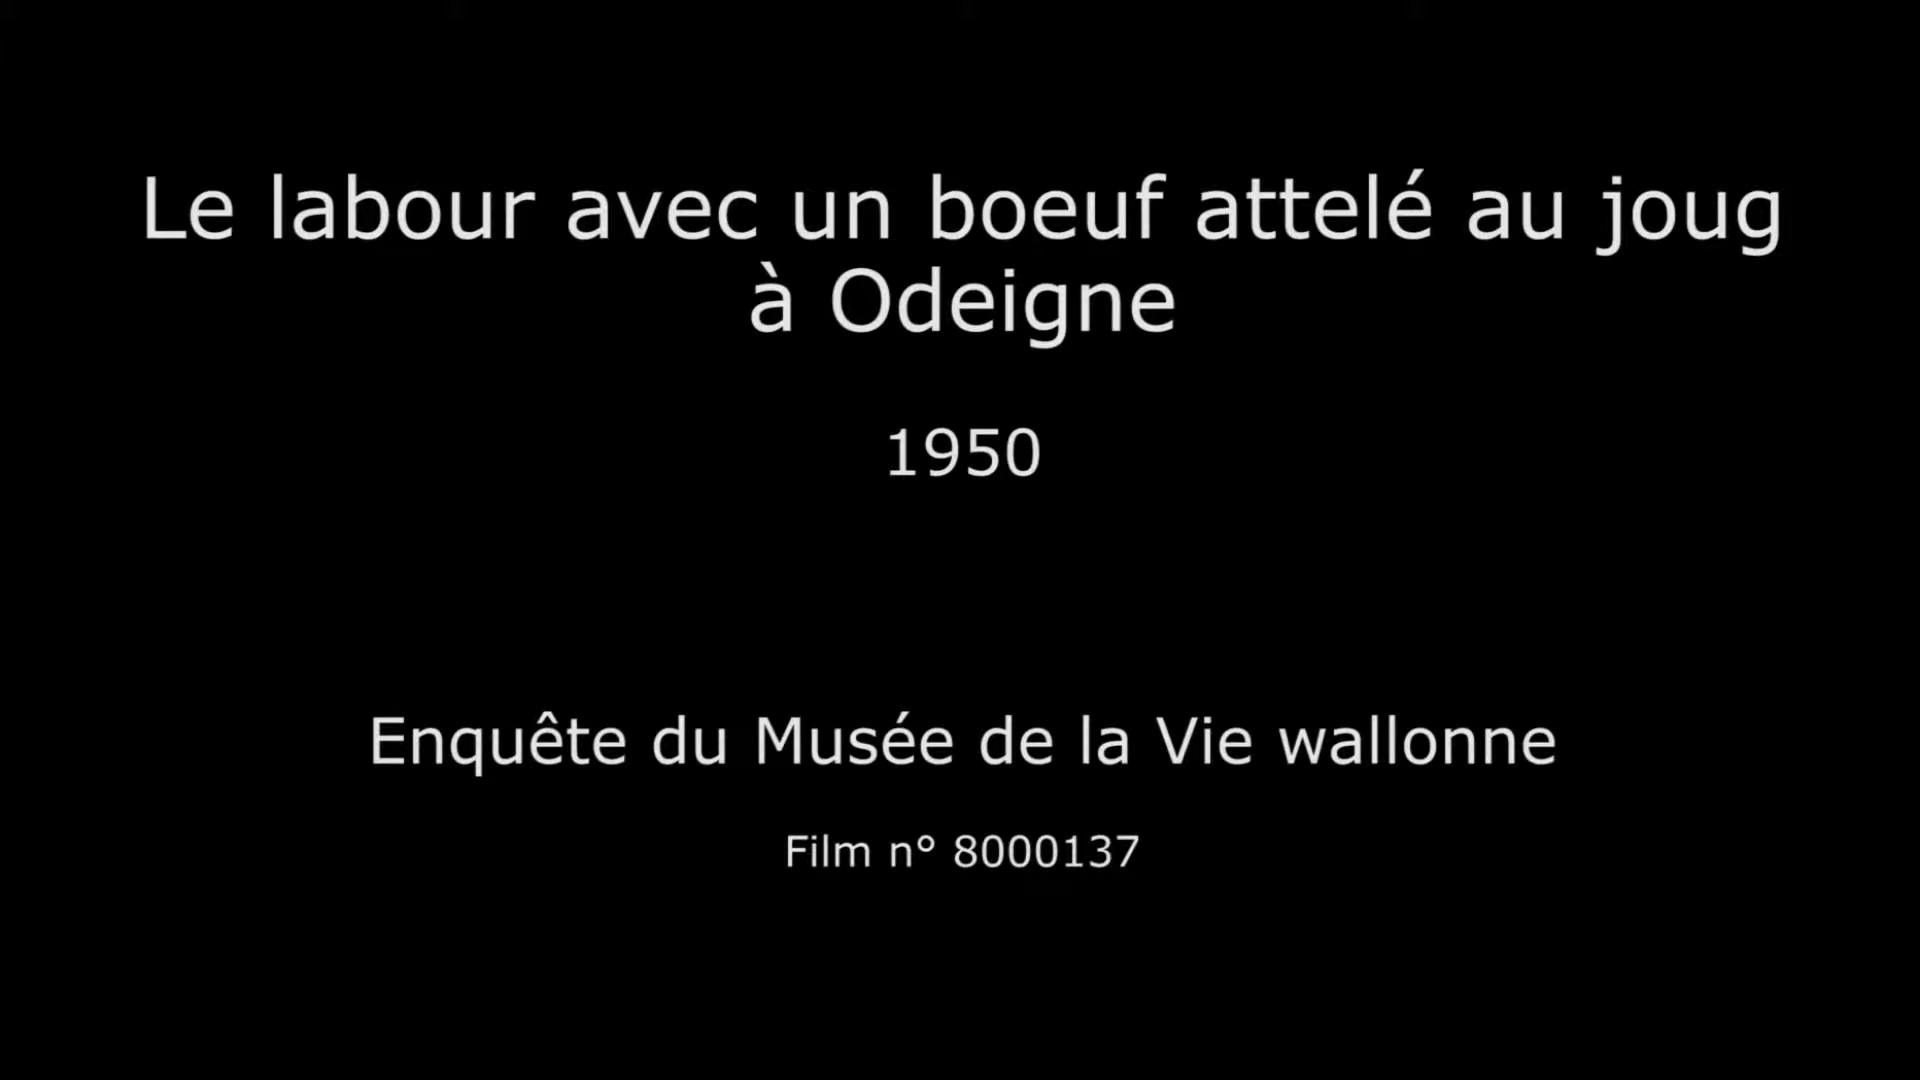 Le labour avec un boeuf attelé au joug
à Odeigne
1950
Enquête du Musée de la Vie wallonne
Film n° 8000137